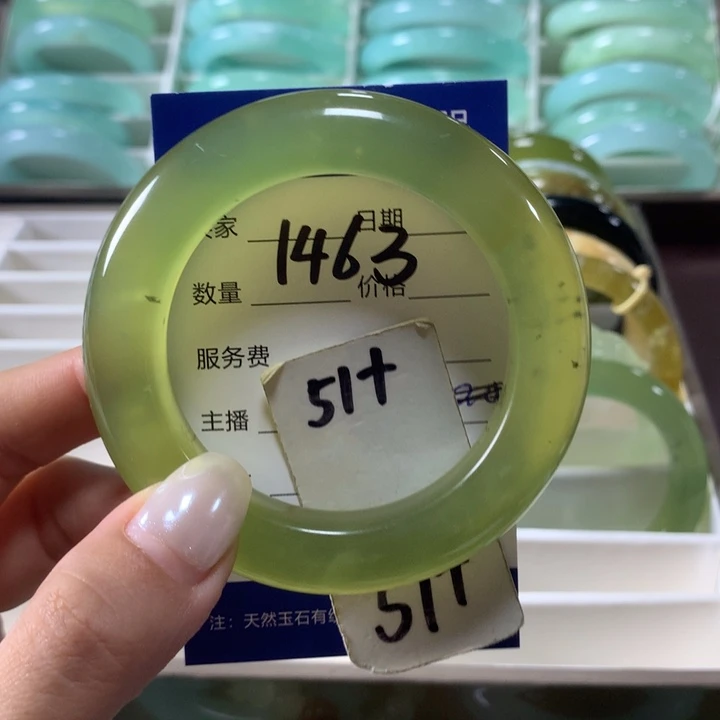 家 日期
1463
数量 价格
服务费
51+
主播
51+
注：天然玉石有